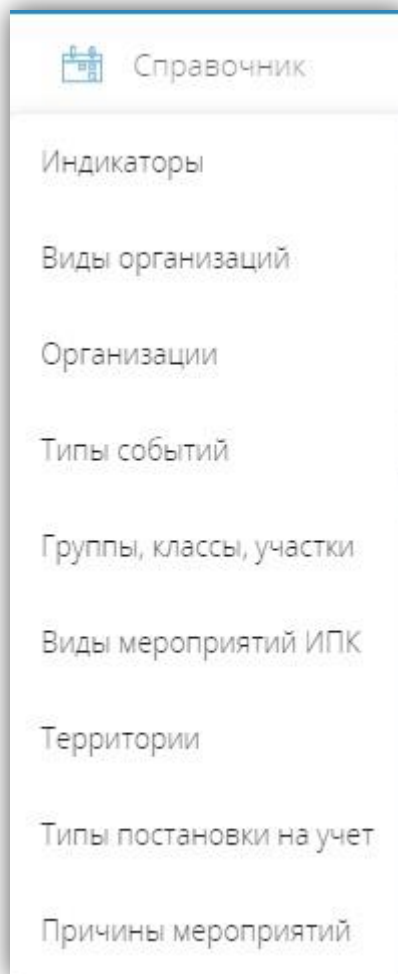 Справочник
Индикаторы
Виды организаций
Организации
Типы событий
Группы, классы, участки
Виды мероприятий ИПК
Территории
Типы постановки на учет
Причины мероприятий